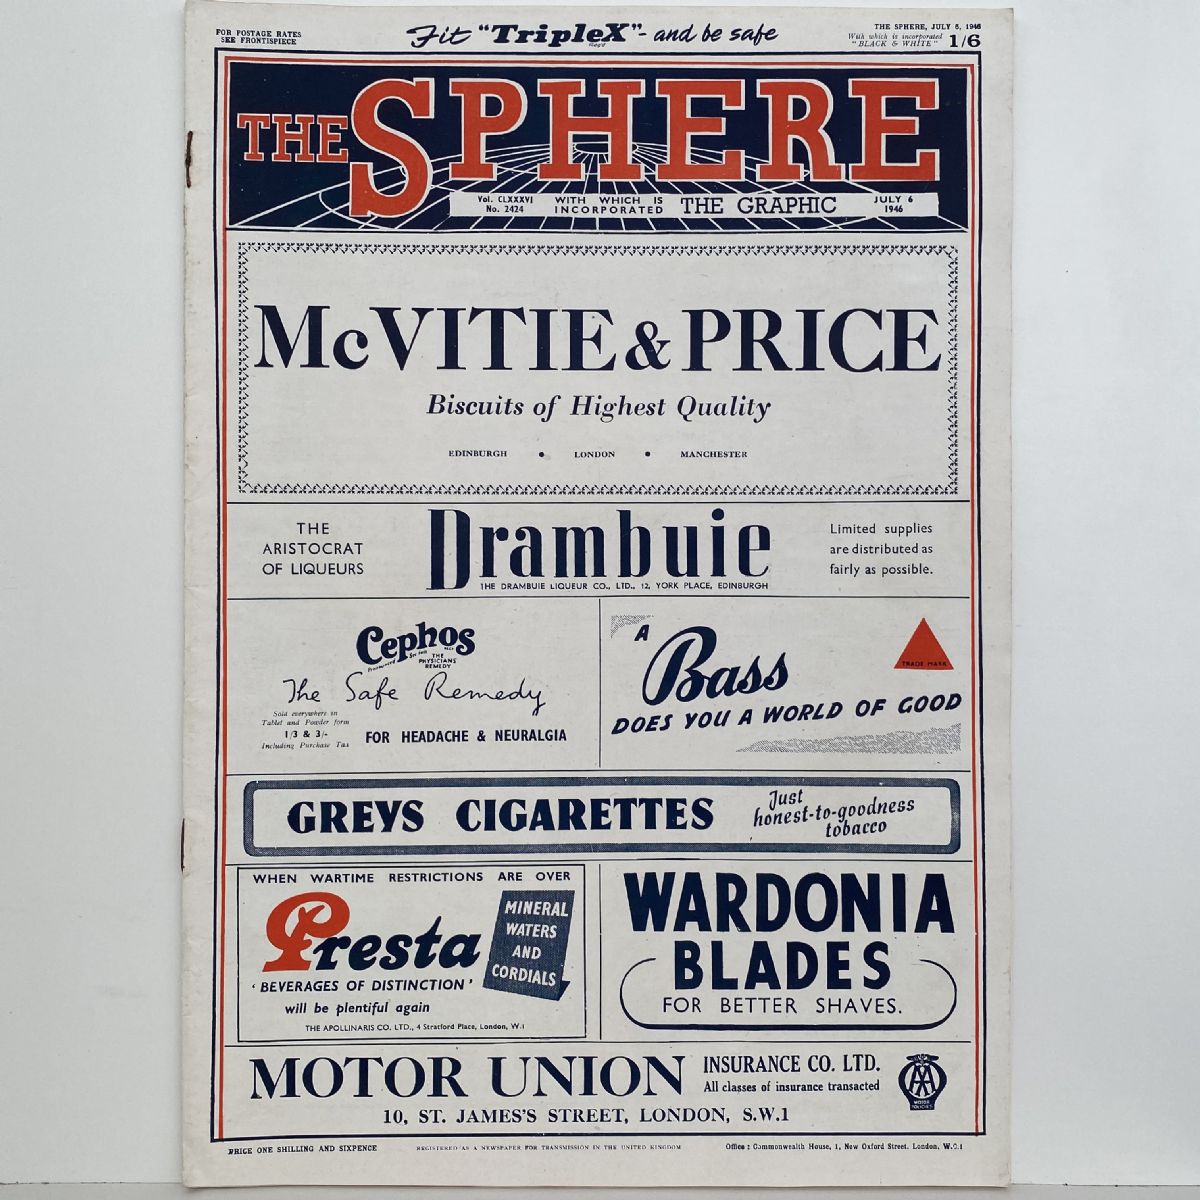 FOR POSTAGE RATES
SEE FRONTISPIECE
Fit "TripleX" - and be safe
Regd
THE SPHERE, JULY 6, 1946
With which is incorporated
"BLACK & WHITE"
1/6
THE SPHERE
Vol. CLXXXVI
No. 2424
WITH WHICH IS
INCORPORATED
THE GRAPHIC
JULY 6
1946
McVITIE & PRICE
Biscuits of Highest Quality
EDINBURGH • LONDON • MANCHESTER
THE
ARISTOCRAT
OF LIQUEURS
Drambuie
THE DRAMBUIE LIQUEUR CO., LTD., 12, YORK PLACE, EDINBURGH
Limited supplies
are distributed as
fairly as possible.
Cephos
REGD
Pronounced See-foss
THE
PHYSICIANS'
REMEDY
The Safe Remedy
Sold everywhere in
Tablet and Powder form
1/3 & 3/-
Including Purchase Tax
FOR HEADACHE & NEURALGIA
A
Bass
DOES YOU A WORLD OF GOOD
TRADE MARK
GREYS CIGARETTES
Just
honest-to-goodness
tobacco
WHEN WARTIME RESTRICTIONS ARE OVER
Presta
'BEVERAGES OF DISTINCTION'
will be plentiful again
MINERAL
WATERS
AND
CORDIALS
THE APOLLINARIS CO. LTD., 4 Stratford Place, London, W.1
WARDONIA
BLADES
FOR BETTER SHAVES.
MOTOR UNION
INSURANCE CO. LTD.
All classes of insurance transacted
10, ST. JAMES'S STREET, LONDON, S.W.1
AA
MOTOR
POLICIES
PRICE ONE SHILLING AND SIXPENCE
REGISTERED AS A NEWSPAPER FOR TRANSMISSION IN THE UNITED KINGDOM
Office : Commonwealth House, 1, New Oxford Street. London, W.C.1